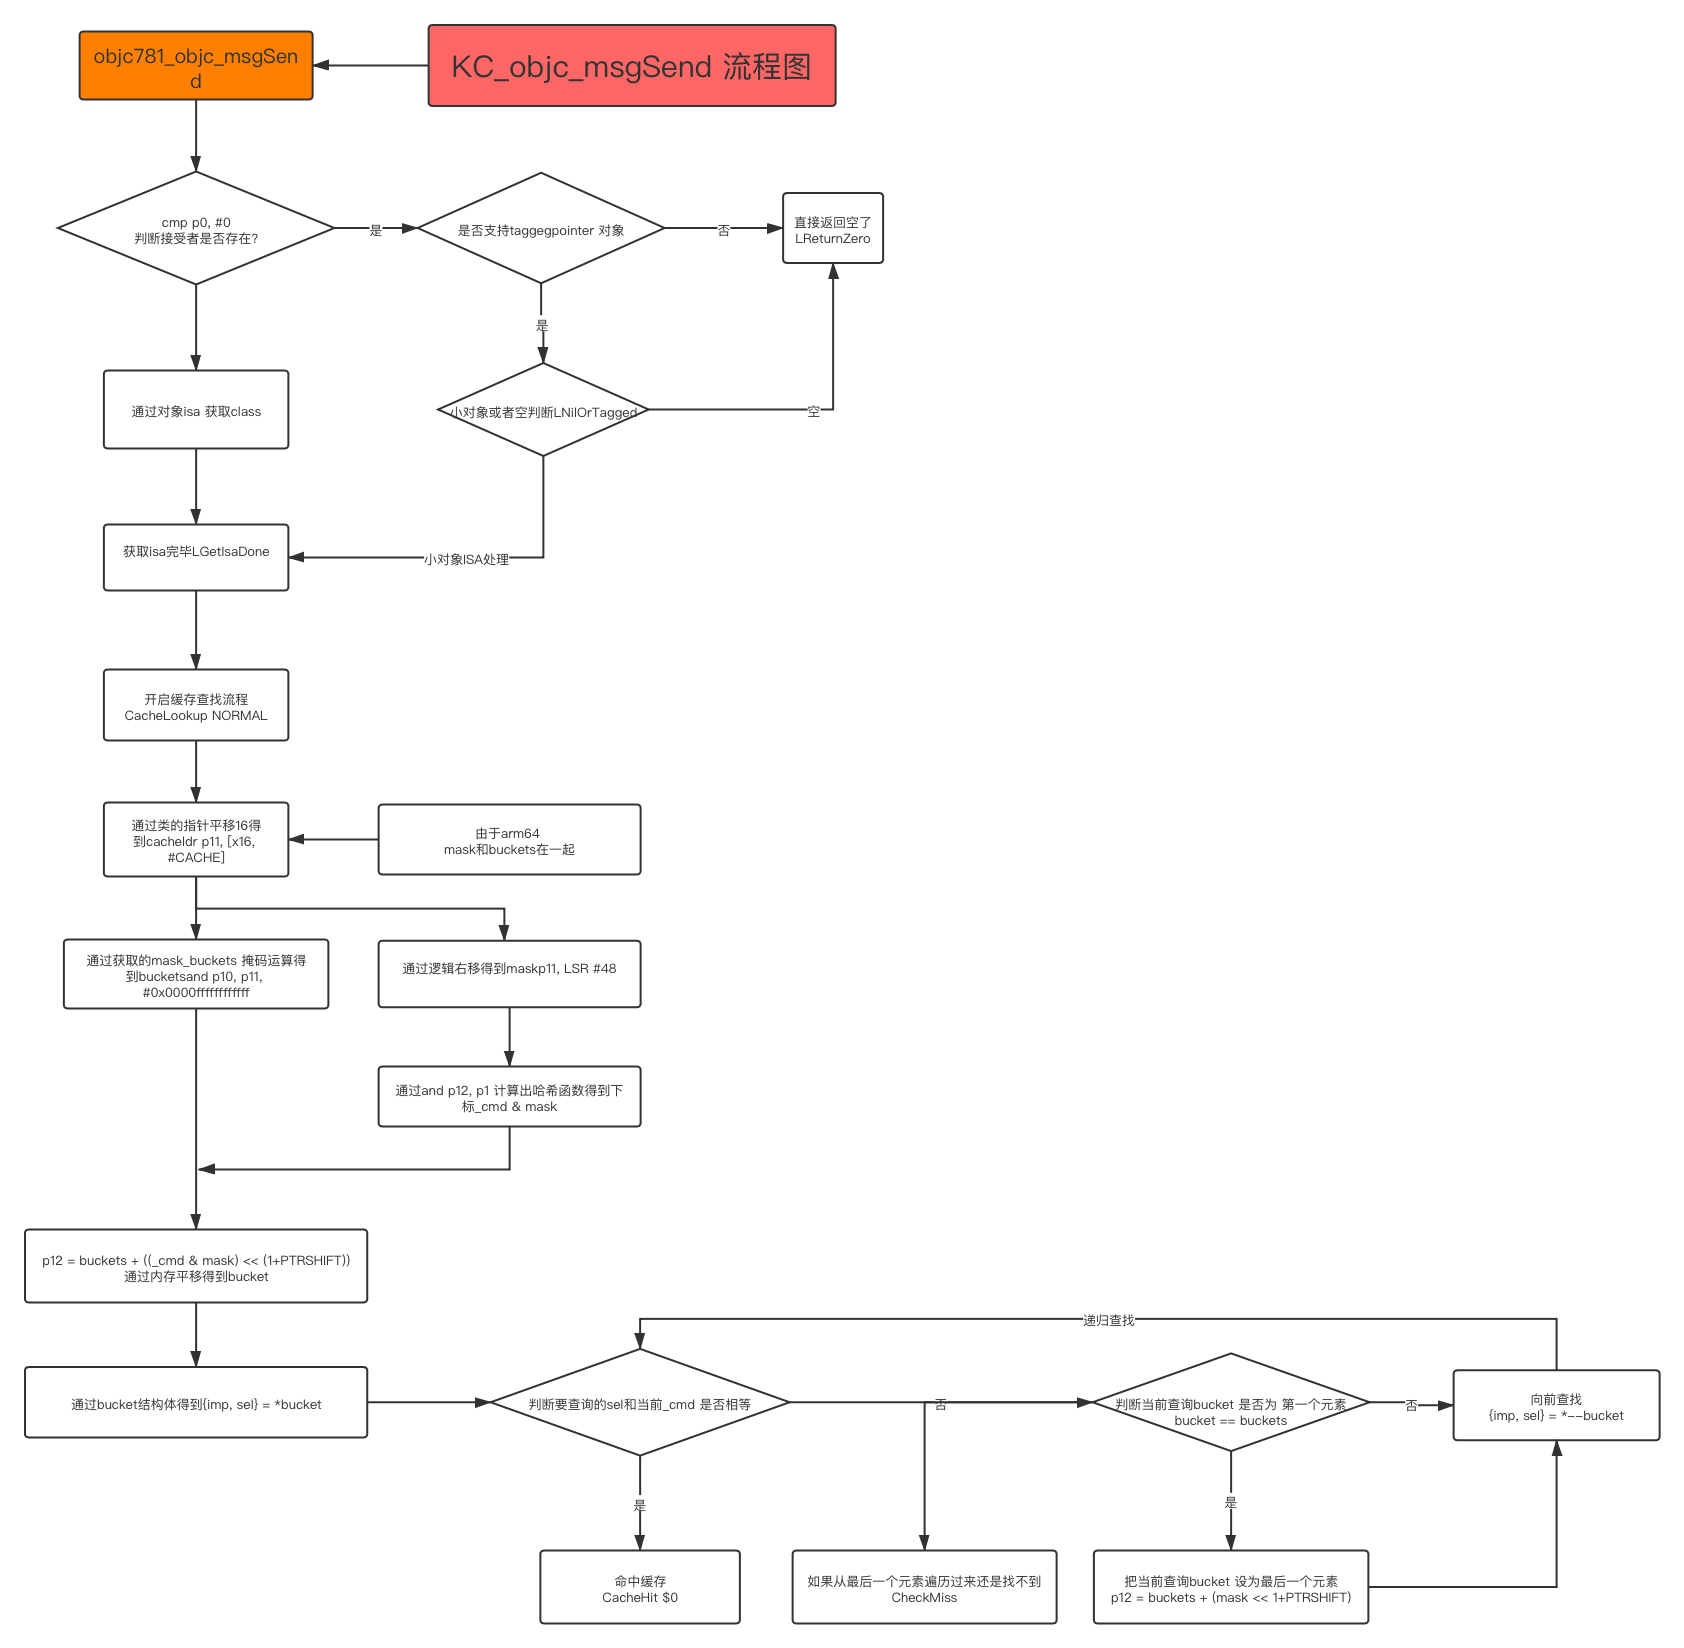 objc781_objc_msgSen
d
KC_objc_msgSend 流程图
cmp p0, #0
判断接受者是否存在?
是
是否支持taggegpointer 对象
否
直接返回空了
LReturnZero
是
通过对象isa 获取class
小对象或者空判断LNilOrTagged
空
获取isa完毕LGetIsaDone
小对象ISA处理
开启缓存查找流程
CacheLookup NORMAL
通过类的指针平移16得
到cacheldr p11, [x16,
#CACHE]
由于arm64
mask和buckets在一起
通过获取的mask_buckets 掩码运算得
到bucketsand p10, p11,
#0x0000ffffffffffff
通过逻辑右移得到maskp11, LSR #48
通过and p12, p1 计算出哈希函数得到下
标_cmd & mask
p12 = buckets + ((_cmd & mask) << (1+PTRSHIFT))
通过内存平移得到bucket
递归查找
通过bucket结构体得到{imp, sel} = *bucket
判断要查询的sel和当前_cmd 是否相等
否
判断当前查询bucket 是否为 第一个元素
bucket == buckets
否
向前查找
{imp, sel} = *--bucket
是
是
命中缓存
CacheHit $0
如果从最后一个元素遍历过来还是找不到
CheckMiss
把当前查询bucket 设为最后一个元素
p12 = buckets + (mask << 1+PTRSHIFT)